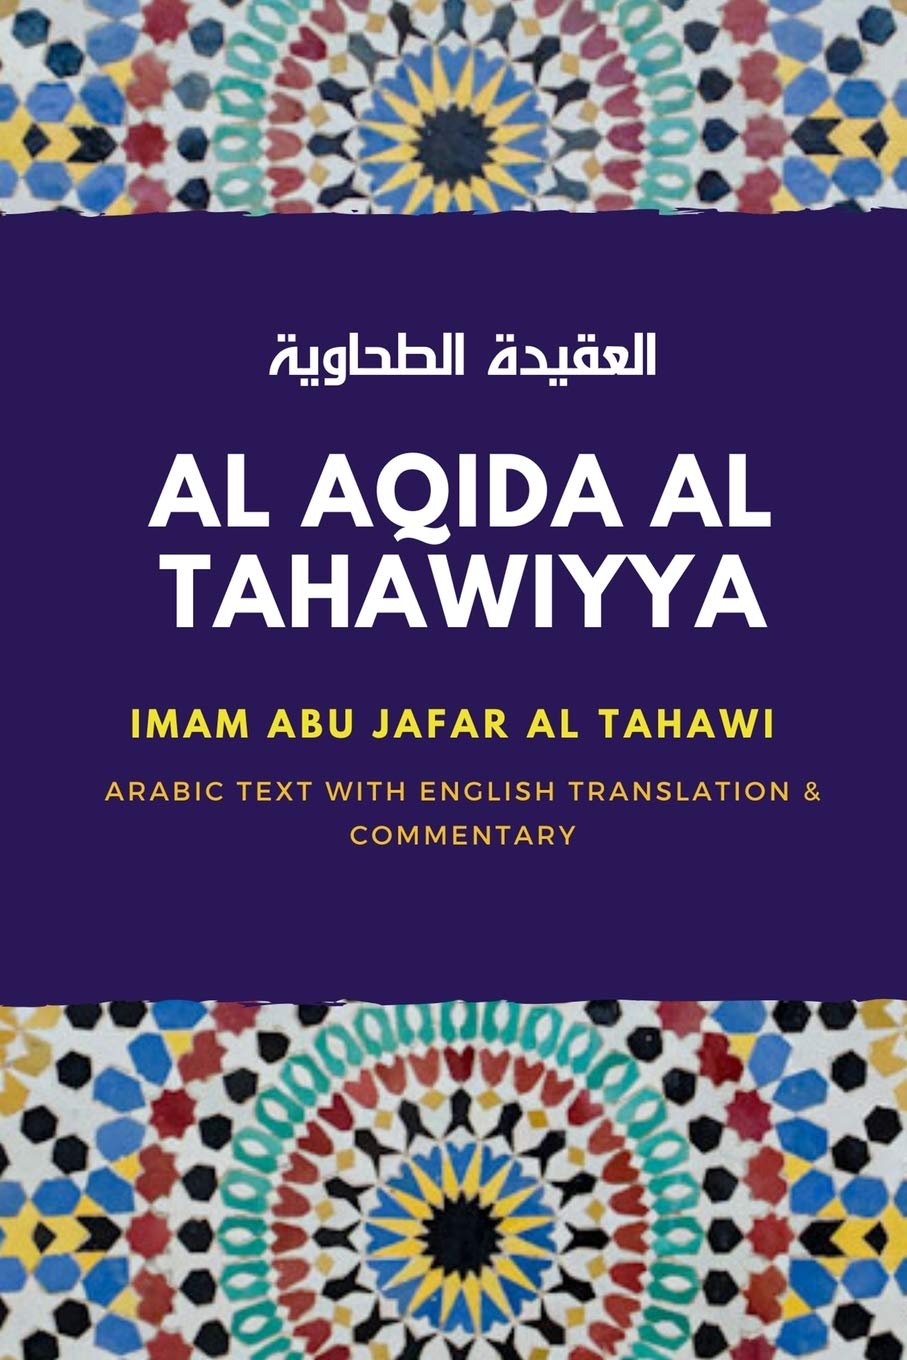 العقيدة الطحاوية
AL AQIDA AL
TAHAWIYYA
IMAM ABU JAFAR AL TAHAWI
ARABIC TEXT WITH ENGLISH TRANSLATION &
COMMENTARY